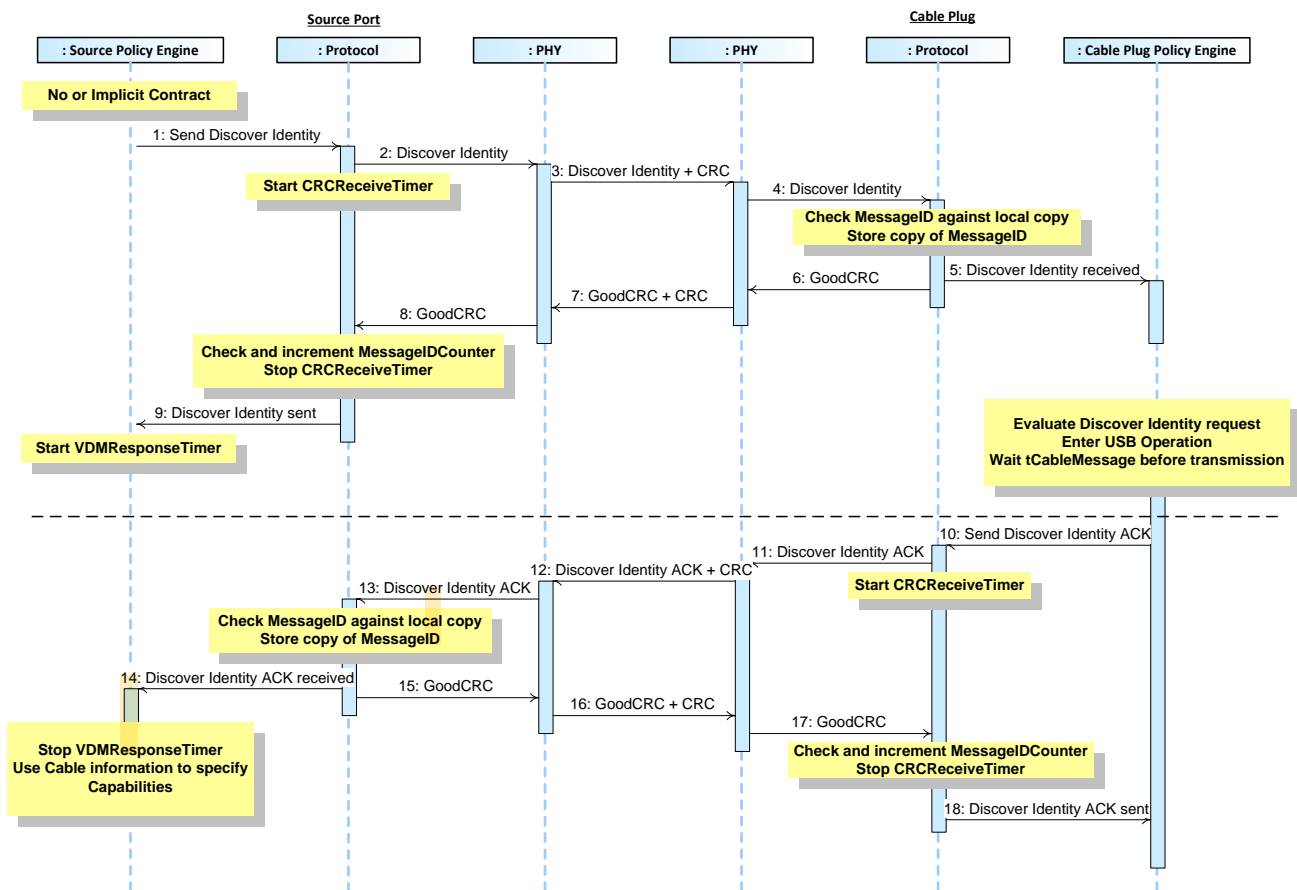 Source Port
Cable Plug
: Source Policy Engine
: Protocol
: PHY
: PHY
: Protocol
: Cable Plug Policy Engine
No or Implicit Contract
1: Send Discover Identity
2: Discover Identity
3: Discover Identity + CRC
Start CRCReceiveTimer
4: Discover Identity
Check MessageID against local copy
Store copy of MessageID
5: Discover Identity received
6: GoodCRC
7: GoodCRC + CRC
8: GoodCRC
Check and increment MessageIDCounter
Stop CRCReceiveTimer
9: Discover Identity sent
Start VDMResponseTimer
Evaluate Discover Identity request
Enter USB Operation
Wait tCableMessage before transmission
10: Send Discover Identity ACK
11: Discover Identity ACK
12: Discover Identity ACK + CRC
Start CRCReceiveTimer
13: Discover Identity ACK
Check MessageID against local copy
Store copy of MessageID
14: Discover Identity ACK received
15: GoodCRC
16: GoodCRC + CRC
17: GoodCRC
Stop VDMResponseTimer
Use Cable information to specify
Capabilities
Check and increment MessageIDCounter
Stop CRCReceiveTimer
18: Discover Identity ACK sent